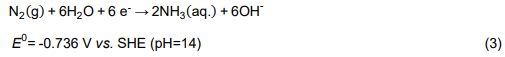 N₂(g) + 6H₂O + 6 e⁻ → 2NH₃(aq.) + 6OH⁻
E⁰= -0.736 V vs. SHE (pH=14) (3)